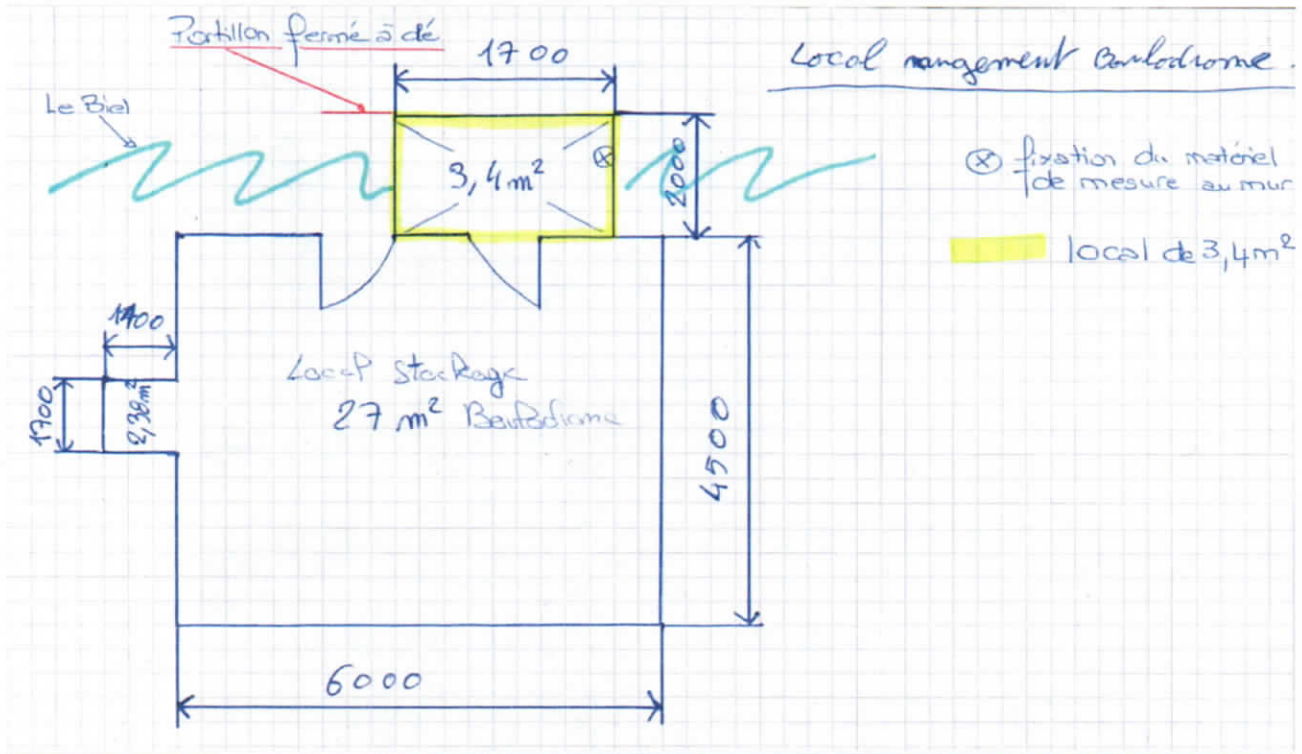 Portillon fermé à clé
1700
Local rangement Boulodrome.
Le Biel
3,4 m²
2000
⊗ fixation du matériel
de mesure au mur
local de 3,4 m²
1400
1700
2,38 m²
Local stockage
27 m² Boulodrome
4500
6000